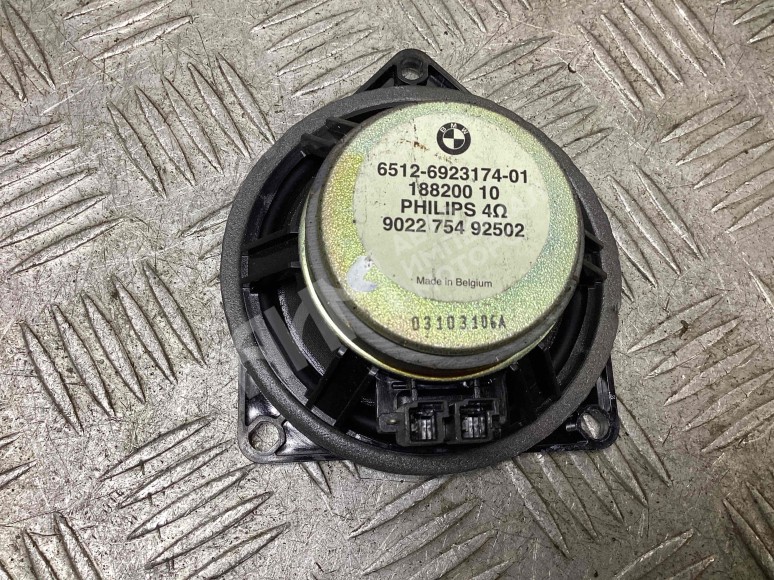 BMW
6512-6923174-01
188200 10
PHILIPS 4Ω
9022 754 92502
Made in Belgium
03103106A